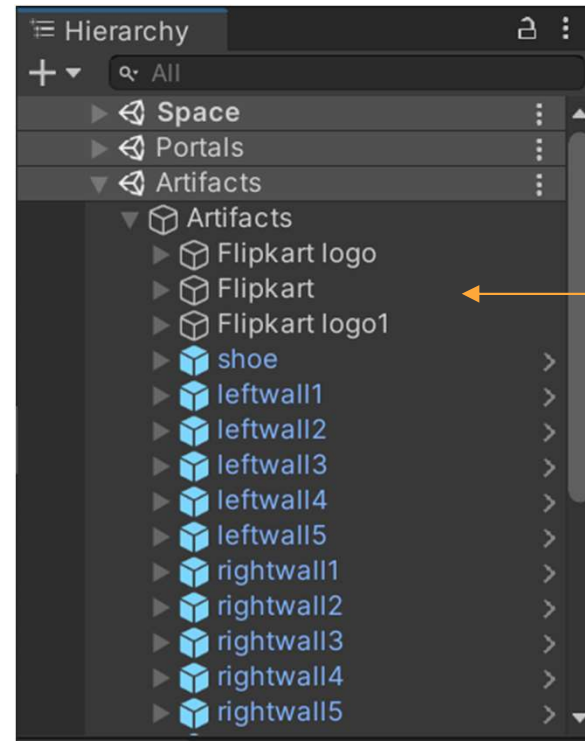 Hierarchy
All
Space
Portals
Artifacts
Artifacts
Flipkart logo
Flipkart
Flipkart logo1
shoe
leftwall1
leftwall2
leftwall3
leftwall4
leftwall5
rightwall1
rightwall2
rightwall3
rightwall4
rightwall5